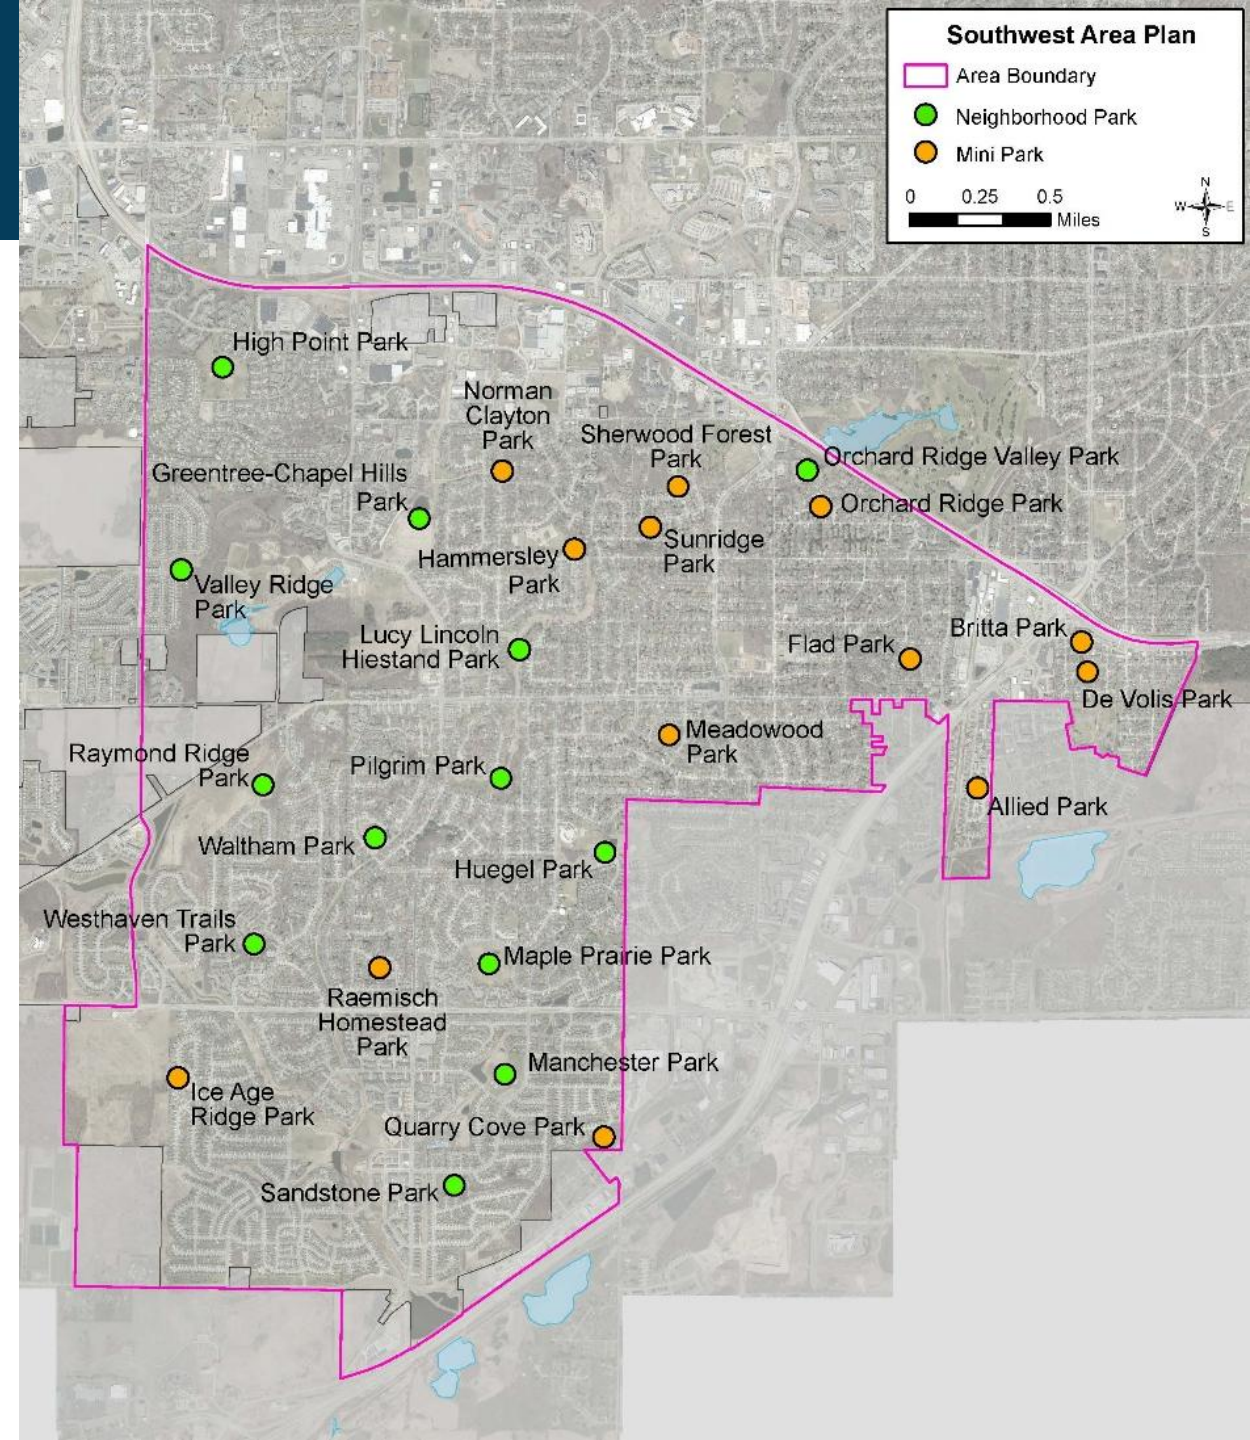 Southwest Area Plan
Area Boundary
Neighborhood Park
Mini Park
0 0.25 0.5
Miles
N
W E
S
High Point Park
Norman
Clayton
Park
Sherwood Forest
Park
Greentree-Chapel Hills
Park
Orchard Ridge Valley Park
Orchard Ridge Park
Sunridge
Park
Hammersley
Park
Valley Ridge
Park
Lucy Lincoln
Hiestand Park
Flad Park
Britta Park
De Volis Park
Meadowood
Park
Raymond Ridge
Park
Pilgrim Park
Allied Park
Waltham Park
Huegel Park
Westhaven Trails
Park
Maple Prairie Park
Raemisch
Homestead
Park
Manchester Park
Ice Age
Ridge Park
Quarry Cove Park
Sandstone Park